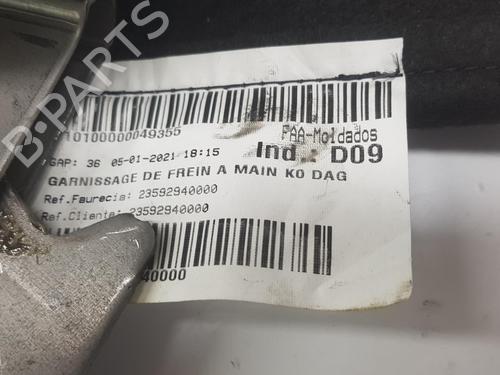 B-PARTS
10100000049355
FAA-Moldados
GAP: 36 05-01-2021 18:15
Ind. D09
GARNISSAGE DE FREIN A MAIN K0 DAG
Ref.Faurecia: 23592940000
Ref.Cliente: 23592940000
40000